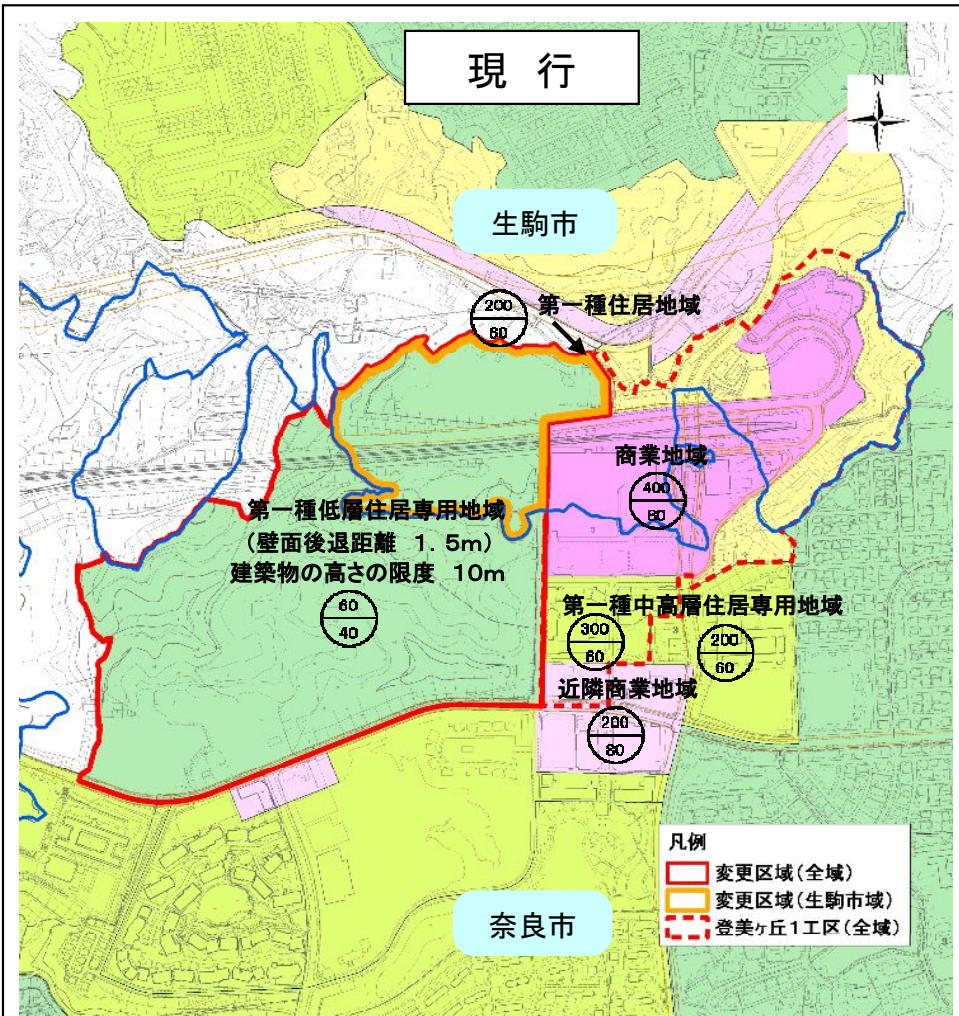 現 行
N
生駒市
200
60
第一種住居地域
商業地域
400
80
第一種低層住居専用地域
(壁面後退距離 1.5m)
建築物の高さの限度 10m
60
40
第一種中高層住居専用地域
300
60
200
60
近隣商業地域
200
80
凡例
変更区域(全域)
変更区域(生駒市域)
登美ヶ丘1工区(全域)
奈良市